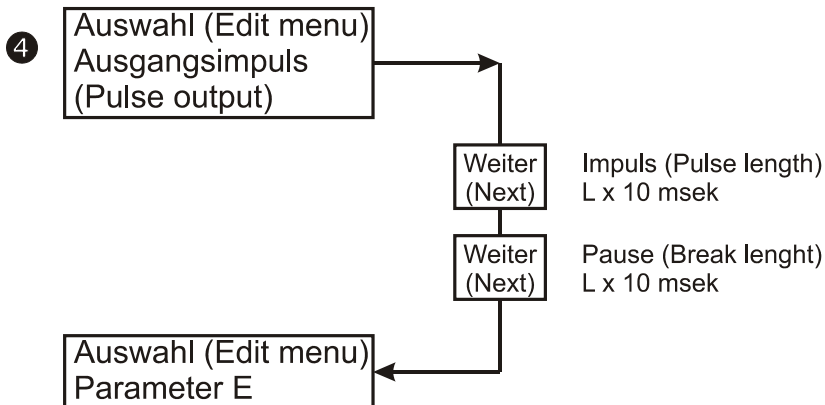 4
Auswahl (Edit menu)
Ausgangsimpuls
(Pulse output)
Weiter
(Next)
Impuls (Pulse length)
L x 10 msek
Weiter
(Next)
Pause (Break lenght)
L x 10 msek
Auswahl (Edit menu)
Parameter E